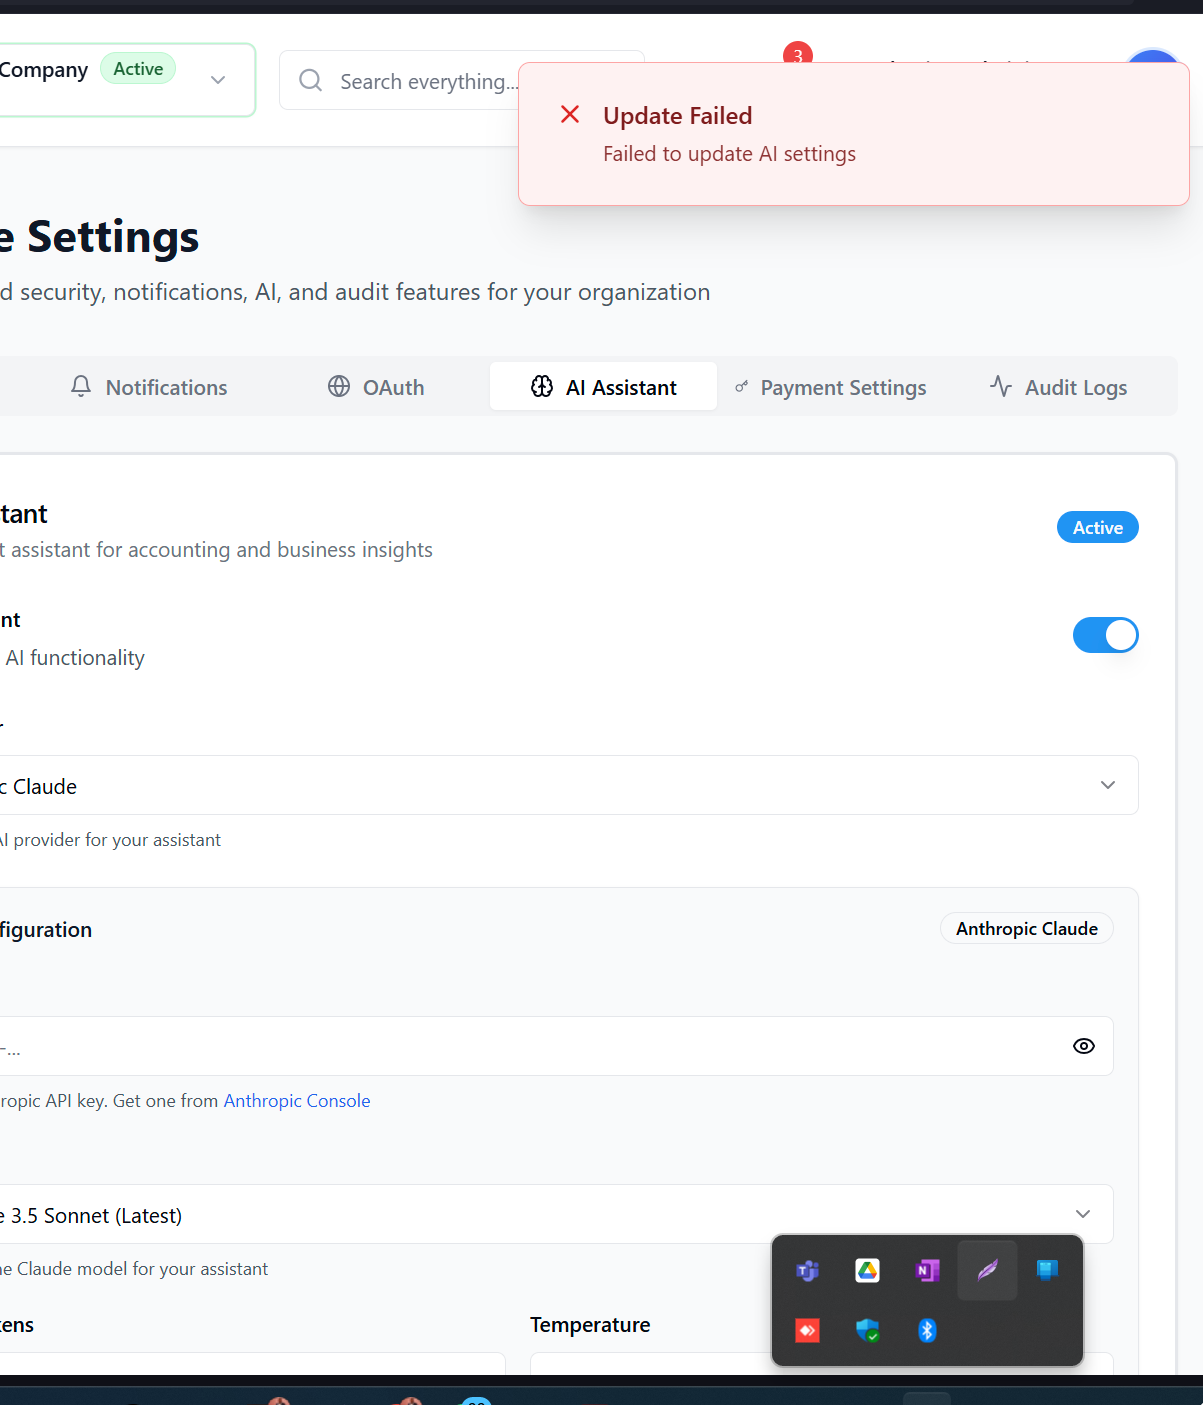 Company Active
Search everything...
3
Update Failed
Failed to update AI settings
e Settings
d security, notifications, AI, and audit features for your organization
Notifications
OAuth
AI Assistant
Payment Settings
Audit Logs
tant
Active
t assistant for accounting and business insights
nt
AI functionality
r
c Claude
AI provider for your assistant
figuration
Anthropic Claude
-...
ropic API key. Get one from Anthropic Console
e 3.5 Sonnet (Latest)
ne Claude model for your assistant
kens
Temperature